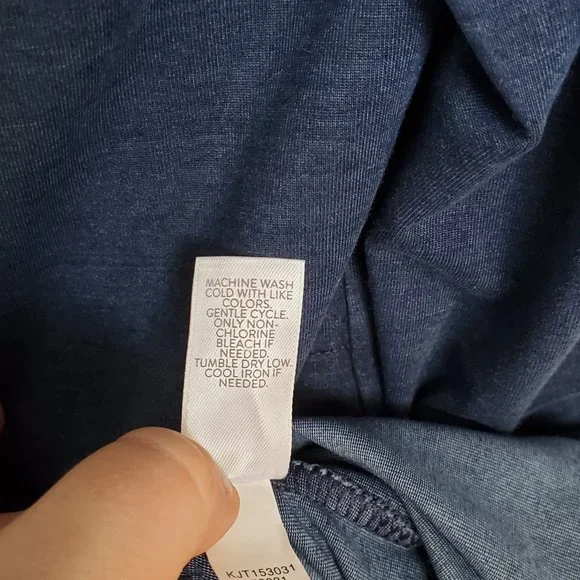 MACHINE WASH
COLD WITH LIKE
COLORS.
GENTLE CYCLE.
ONLY NON-
CHLORINE
BLEACH IF
NEEDED.
TUMBLE DRY LOW.
COOL IRON IF
NEEDED.
KJT153031